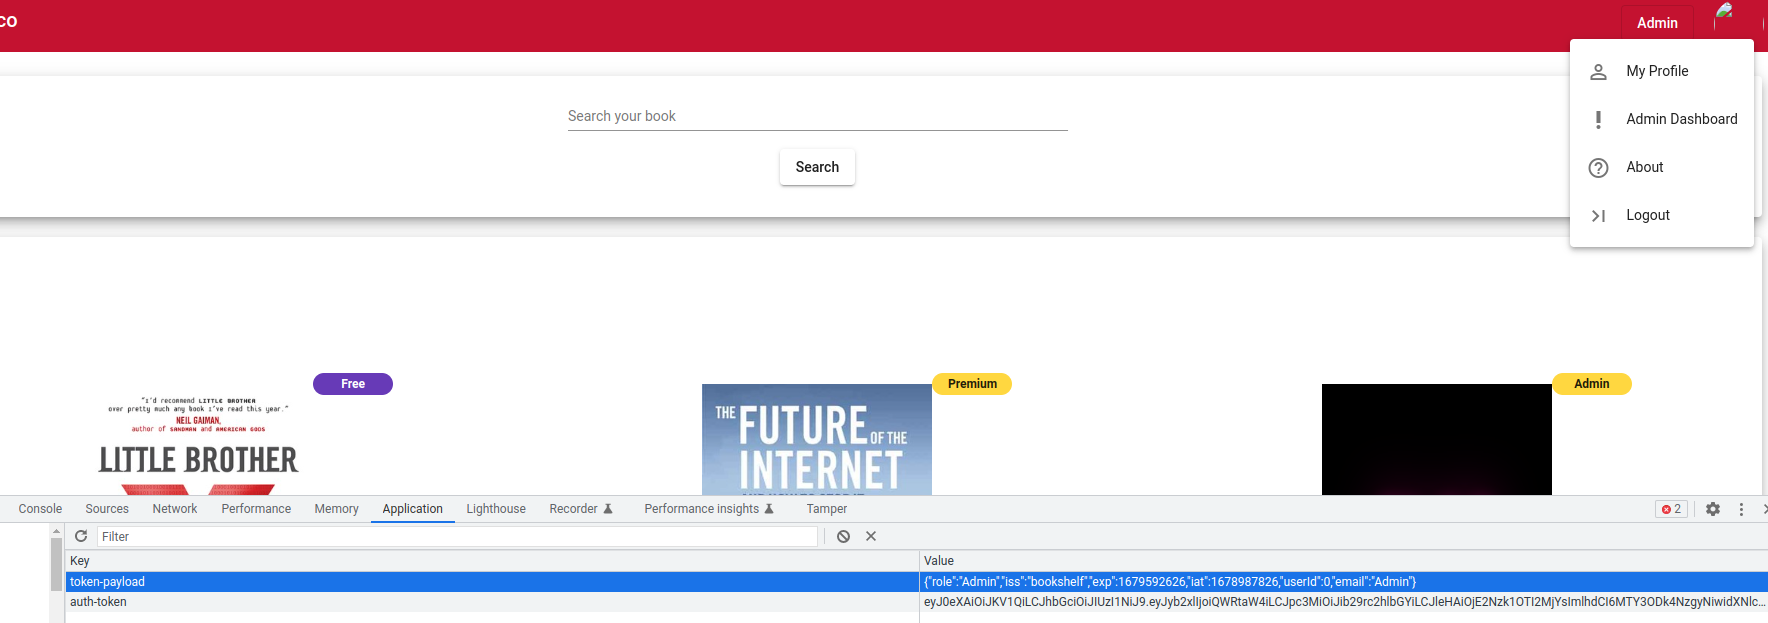 co
Admin
My Profile
Admin Dashboard
About
Logout
Search your book
Search
Free
Premium
Admin
"I'd recommend LITTLE BROTHER
over pretty much any book I've read this year."
NEIL GAIMAN,
author of SANDMAN and AMERICAN GODS
LITTLE BROTHER
THE FUTURE OF THE
INTERNET
Console Sources Network Performance Memory Application Lighthouse Recorder Performance insights Tamper 2
Filter
Key Value
token-payload {"role":"Admin","iss":"bookshelf","exp":1679592626,"iat":1678987826,"userId":0,"email":"Admin"}
auth-token eyJ0eXAiOiJKV1QiLCJhbGciOiJIUzI1NiJ9.eyJyb2xlIjoiQWRtaW4iLCJpc3MiOiJib29rc2hlbGYiLCJleHAiOjE2Nzk1OTI2MjYsImlhdCI6MTY3ODk4NzgyNiwidXNlc...